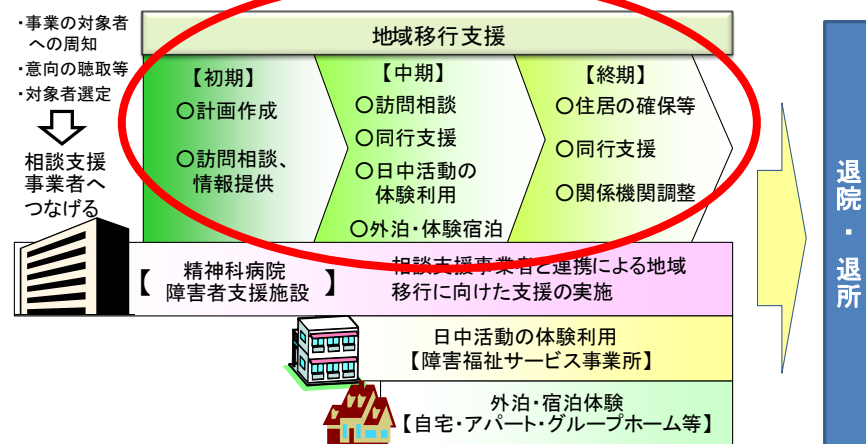 ・事業の対象者
への周知
・意向の聴取等
・対象者選定
相談支援
事業者へ
つなげる
地域移行支援
【初期】
○計画作成
○訪問相談、
情報提供
【中期】
○訪問相談
○同行支援
○日中活動の
体験利用
○外泊・体験宿泊
【終期】
○住居の確保等
○同行支援
○関係機関調整
【 精神科病院
障害者支援施設 】
相談支援事業者と連携による地域
移行に向けた支援の実施
日中活動の体験利用
【障害福祉サービス事業所】
外泊・宿泊体験
【自宅・アパート・グループホーム等】
退院・退所